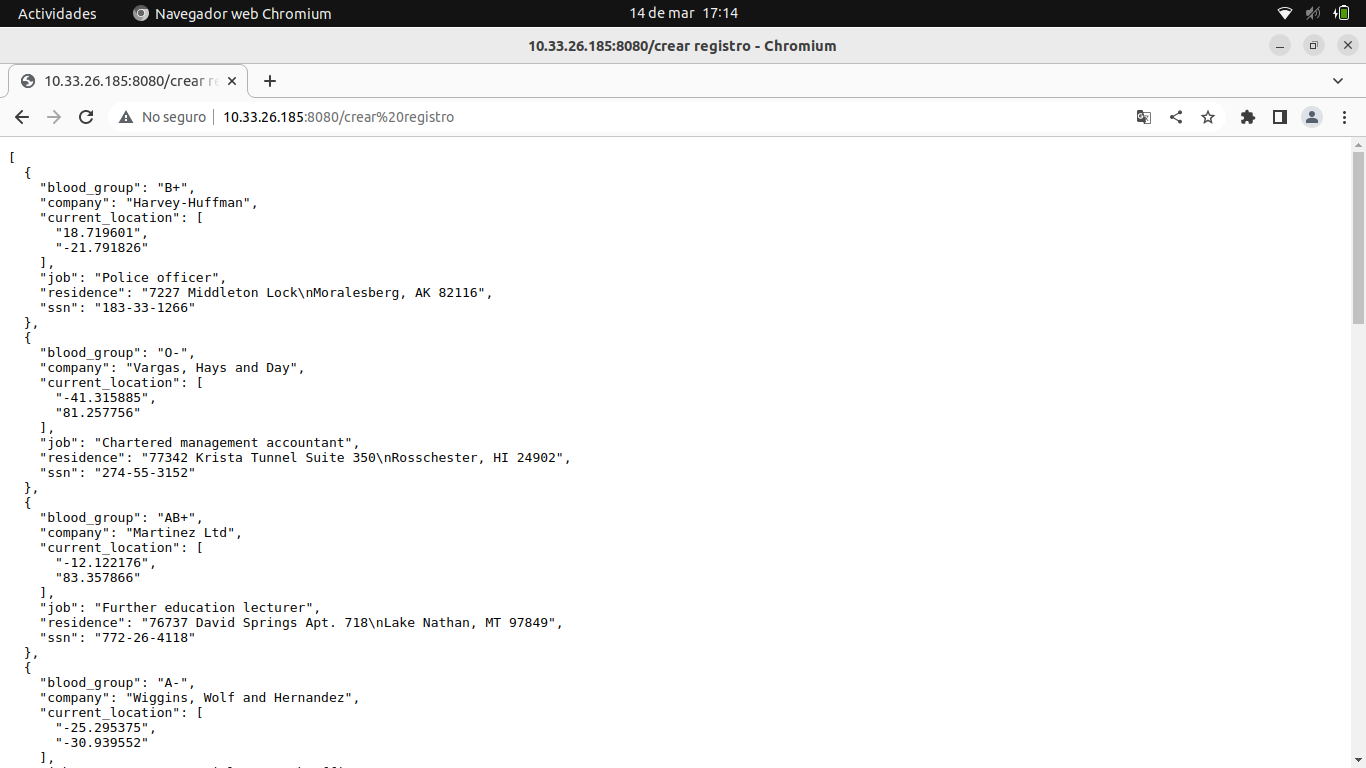 Actividades
Navegador web Chromium
14 de mar 17:14
10.33.26.185:8080/crear registro - Chromium
10.33.26.185:8080/crear re
No seguro
10.33.26.185:8080/crear%20registro
[
  {
    "blood_group": "B+",
    "company": "Harvey-Huffman",
    "current_location": [
      "18.719601",
      "-21.791826"
    ],
    "job": "Police officer",
    "residence": "7227 Middleton Lock\nMoralesberg, AK 82116",
    "ssn": "183-33-1266"
  },
  {
    "blood_group": "O-",
    "company": "Vargas, Hays and Day",
    "current_location": [
      "-41.315885",
      "81.257756"
    ],
    "job": "Chartered management accountant",
    "residence": "77342 Krista Tunnel Suite 350\nRosschester, HI 24902",
    "ssn": "274-55-3152"
  },
  {
    "blood_group": "AB+",
    "company": "Martinez Ltd",
    "current_location": [
      "-12.122176",
      "83.357866"
    ],
    "job": "Further education lecturer",
    "residence": "76737 David Springs Apt. 718\nLake Nathan, MT 97849",
    "ssn": "772-26-4118"
  },
  {
    "blood_group": "A-",
    "company": "Wiggins, Wolf and Hernandez",
    "current_location": [
      "-25.295375",
      "-30.939552"
    ],